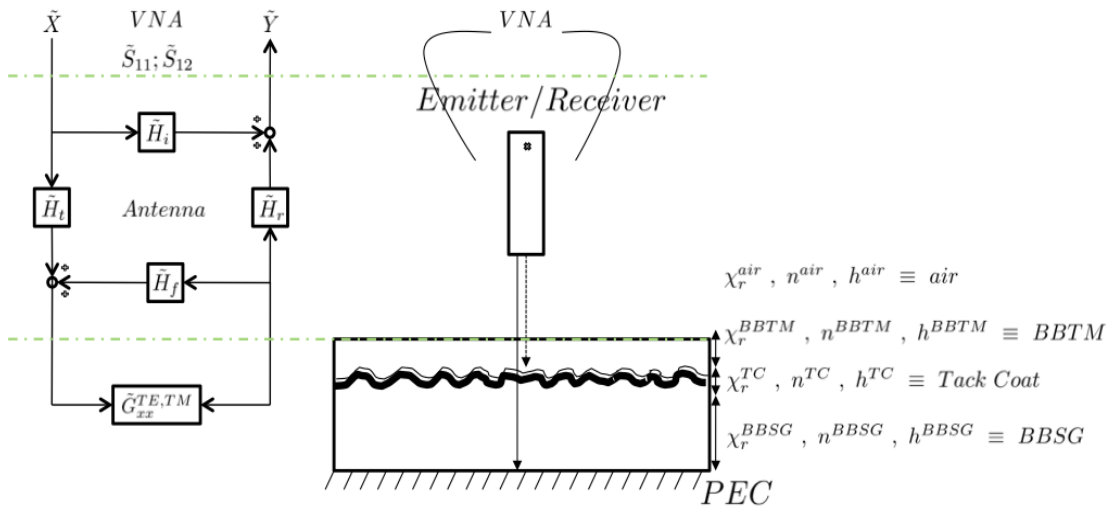 X̃ VNA Ỹ
S̃₁₁; S̃₁₂
H̃ᵢ
H̃ₜ Antenna H̃ᵣ
H̃_f
G̃ₓₓ^{TE,TM}
VNA
Emitter/Receiver
χᵣ^{air} , n^{air} , h^{air} ≡ air
χᵣ^{BBTM} , n^{BBTM} , h^{BBTM} ≡ BBTM
χᵣ^{TC} , n^{TC} , h^{TC} ≡ Tack Coat
χᵣ^{BBSG} , n^{BBSG} , h^{BBSG} ≡ BBSG
PEC